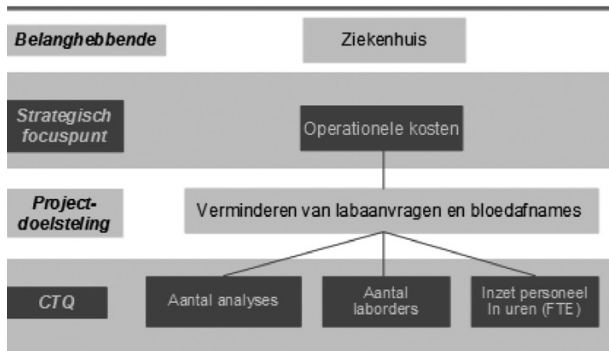 Belanghebbende
Ziekenhuis
Strategisch
focuspunt
Operationele kosten
Project-
doelsteling
Verminderen van labaanvragen en bloedafnames
CTQ
Aantal analyses
Aantal
laborders
Inzet personeel
In uren (FTE)